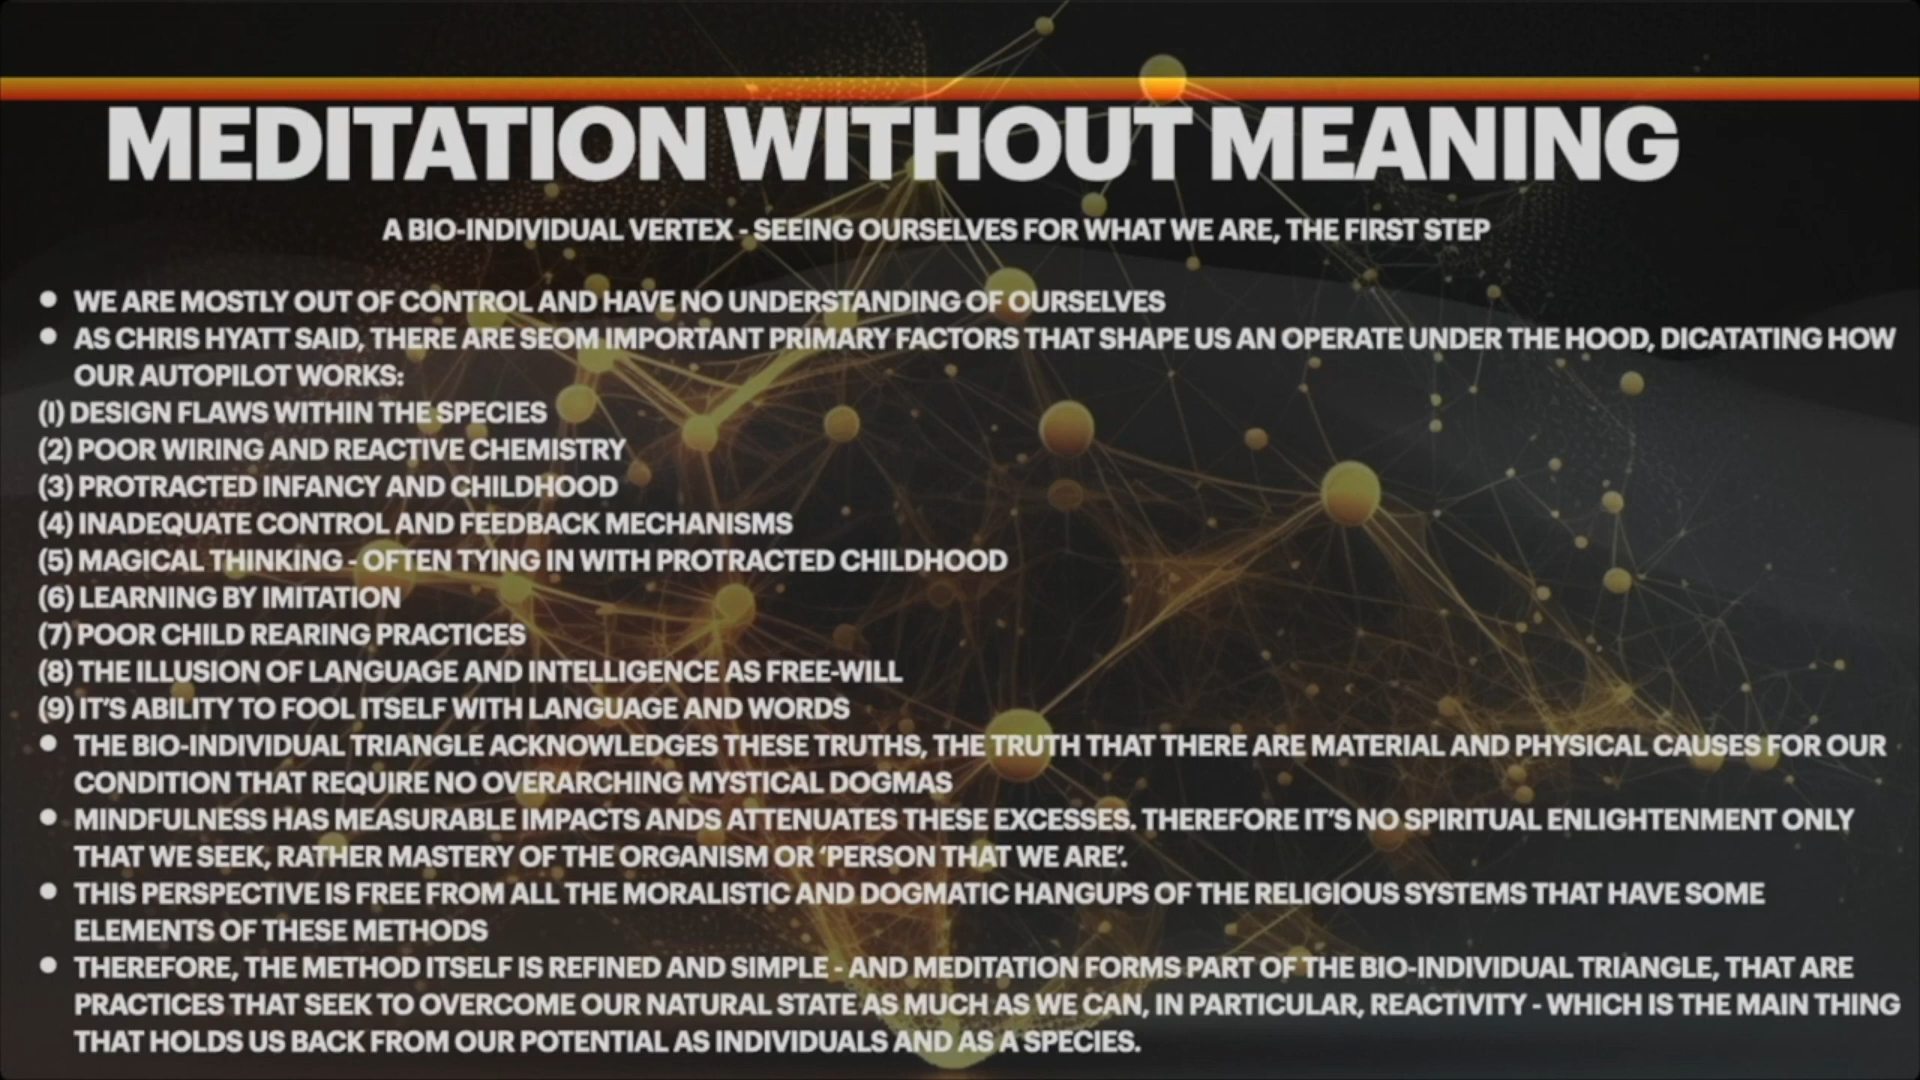 MEDITATION WITHOUT MEANING
A BIO-INDIVIDUAL VERTEX - SEEING OURSELVES FOR WHAT WE ARE, THE FIRST STEP
● WE ARE MOSTLY OUT OF CONTROL AND HAVE NO UNDERSTANDING OF OURSELVES
● AS CHRIS HYATT SAID, THERE ARE SEOM IMPORTANT PRIMARY FACTORS THAT SHAPE US AN OPERATE UNDER THE HOOD, DICATATING HOW
OUR AUTOPILOT WORKS:
(I) DESIGN FLAWS WITHIN THE SPECIES
(2) POOR WIRING AND REACTIVE CHEMISTRY
(3) PROTRACTED INFANCY AND CHILDHOOD
(4) INADEQUATE CONTROL AND FEEDBACK MECHANISMS
(5) MAGICAL THINKING - OFTEN TYING IN WITH PROTRACTED CHILDHOOD
(6) LEARNING BY IMITATION
(7) POOR CHILD REARING PRACTICES
(8) THE ILLUSION OF LANGUAGE AND INTELLIGENCE AS FREE-WILL
(9) IT'S ABILITY TO FOOL ITSELF WITH LANGUAGE AND WORDS
● THE BIO-INDIVIDUAL TRIANGLE ACKNOWLEDGES THESE TRUTHS, THE TRUTH THAT THERE ARE MATERIAL AND PHYSICAL CAUSES FOR OUR
CONDITION THAT REQUIRE NO OVERARCHING MYSTICAL DOGMAS
● MINDFULNESS HAS MEASURABLE IMPACTS ANDS ATTENUATES THESE EXCESSES. THEREFORE IT'S NO SPIRITUAL ENLIGHTENMENT ONLY
THAT WE SEEK, RATHER MASTERY OF THE ORGANISM OR ‘PERSON THAT WE ARE’.
● THIS PERSPECTIVE IS FREE FROM ALL THE MORALISTIC AND DOGMATIC HANGUPS OF THE RELIGIOUS SYSTEMS THAT HAVE SOME
ELEMENTS OF THESE METHODS
● THEREFORE, THE METHOD ITSELF IS REFINED AND SIMPLE - AND MEDITATION FORMS PART OF THE BIO-INDIVIDUAL TRIANGLE, THAT ARE
PRACTICES THAT SEEK TO OVERCOME OUR NATURAL STATE AS MUCH AS WE CAN, IN PARTICULAR, REACTIVITY - WHICH IS THE MAIN THING
THAT HOLDS US BACK FROM OUR POTENTIAL AS INDIVIDUALS AND AS A SPECIES.